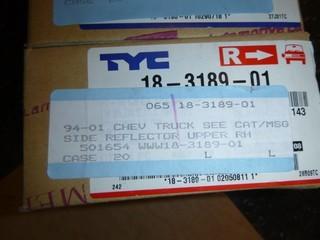 TYC
R
18-3189-01
065 18-3189-01
143
94-01 CHEV TRUCK SEE CAT/MSG
SIDE REFLECTOR UPPER RH
501654 WWW18-3189-01
CASE 20 L L
08
*18-3189-01 02050811 1*
242